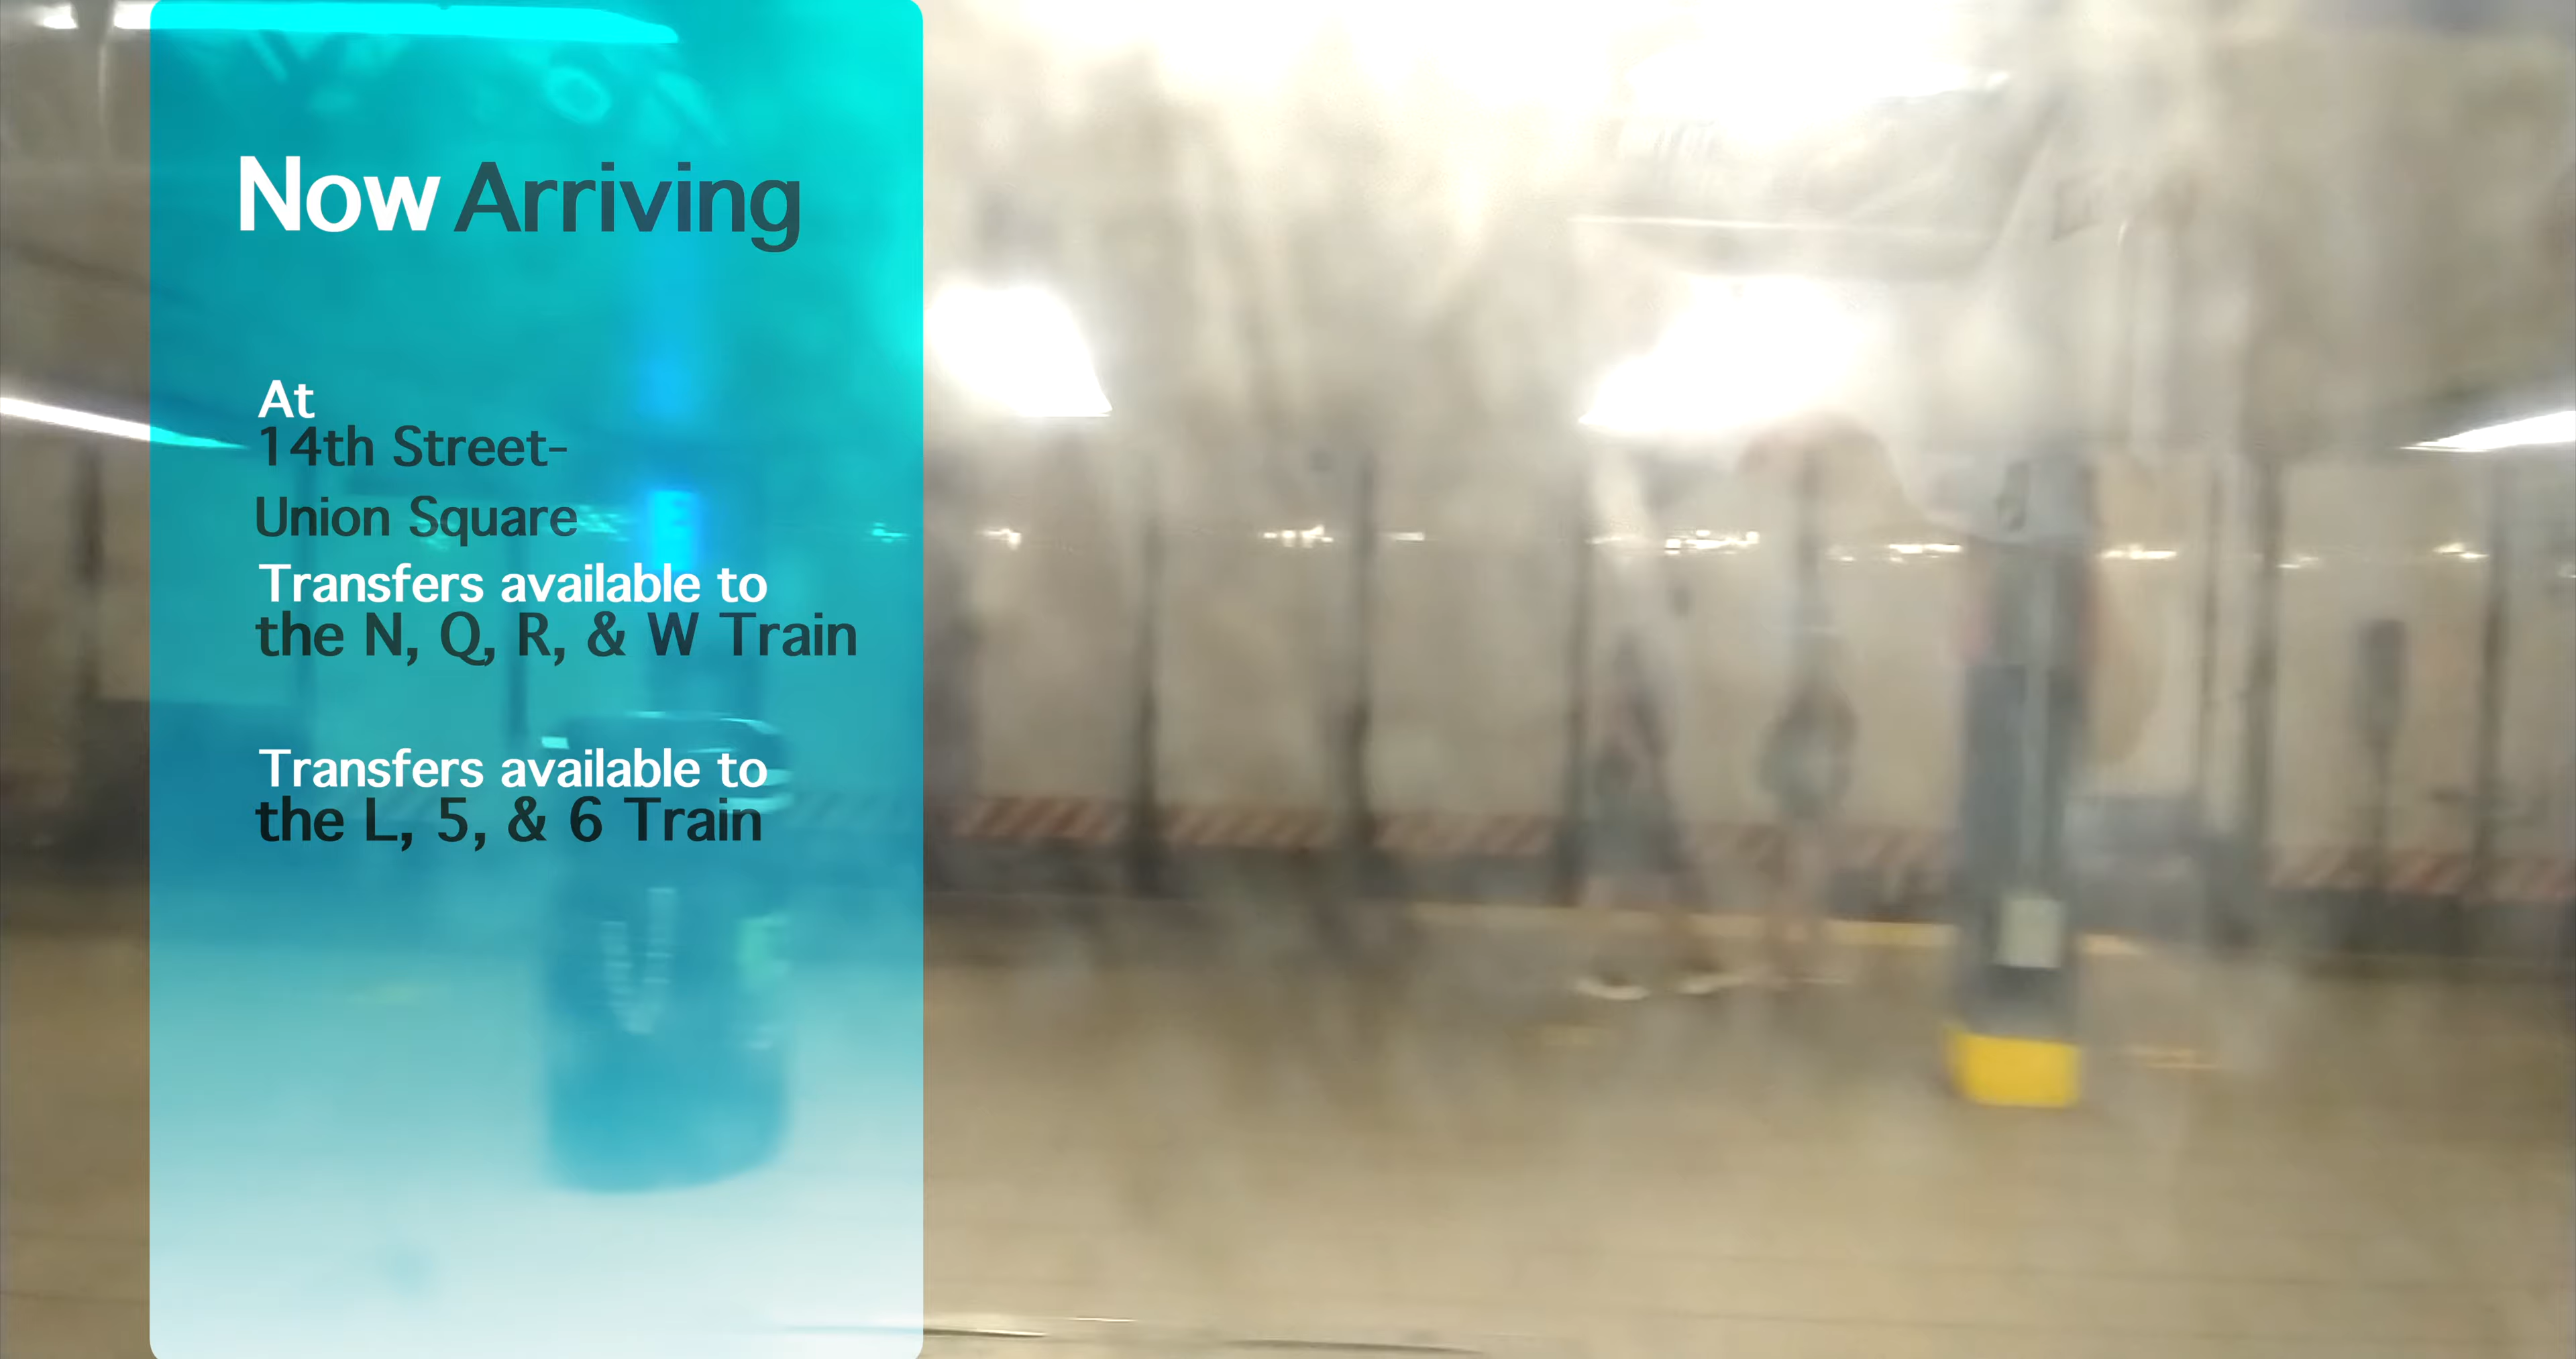 Now Arriving
At
14th Street-
Union Square
Transfers available to
the N, Q, R, & W Train
Transfers available to
the L, 5, & 6 Train